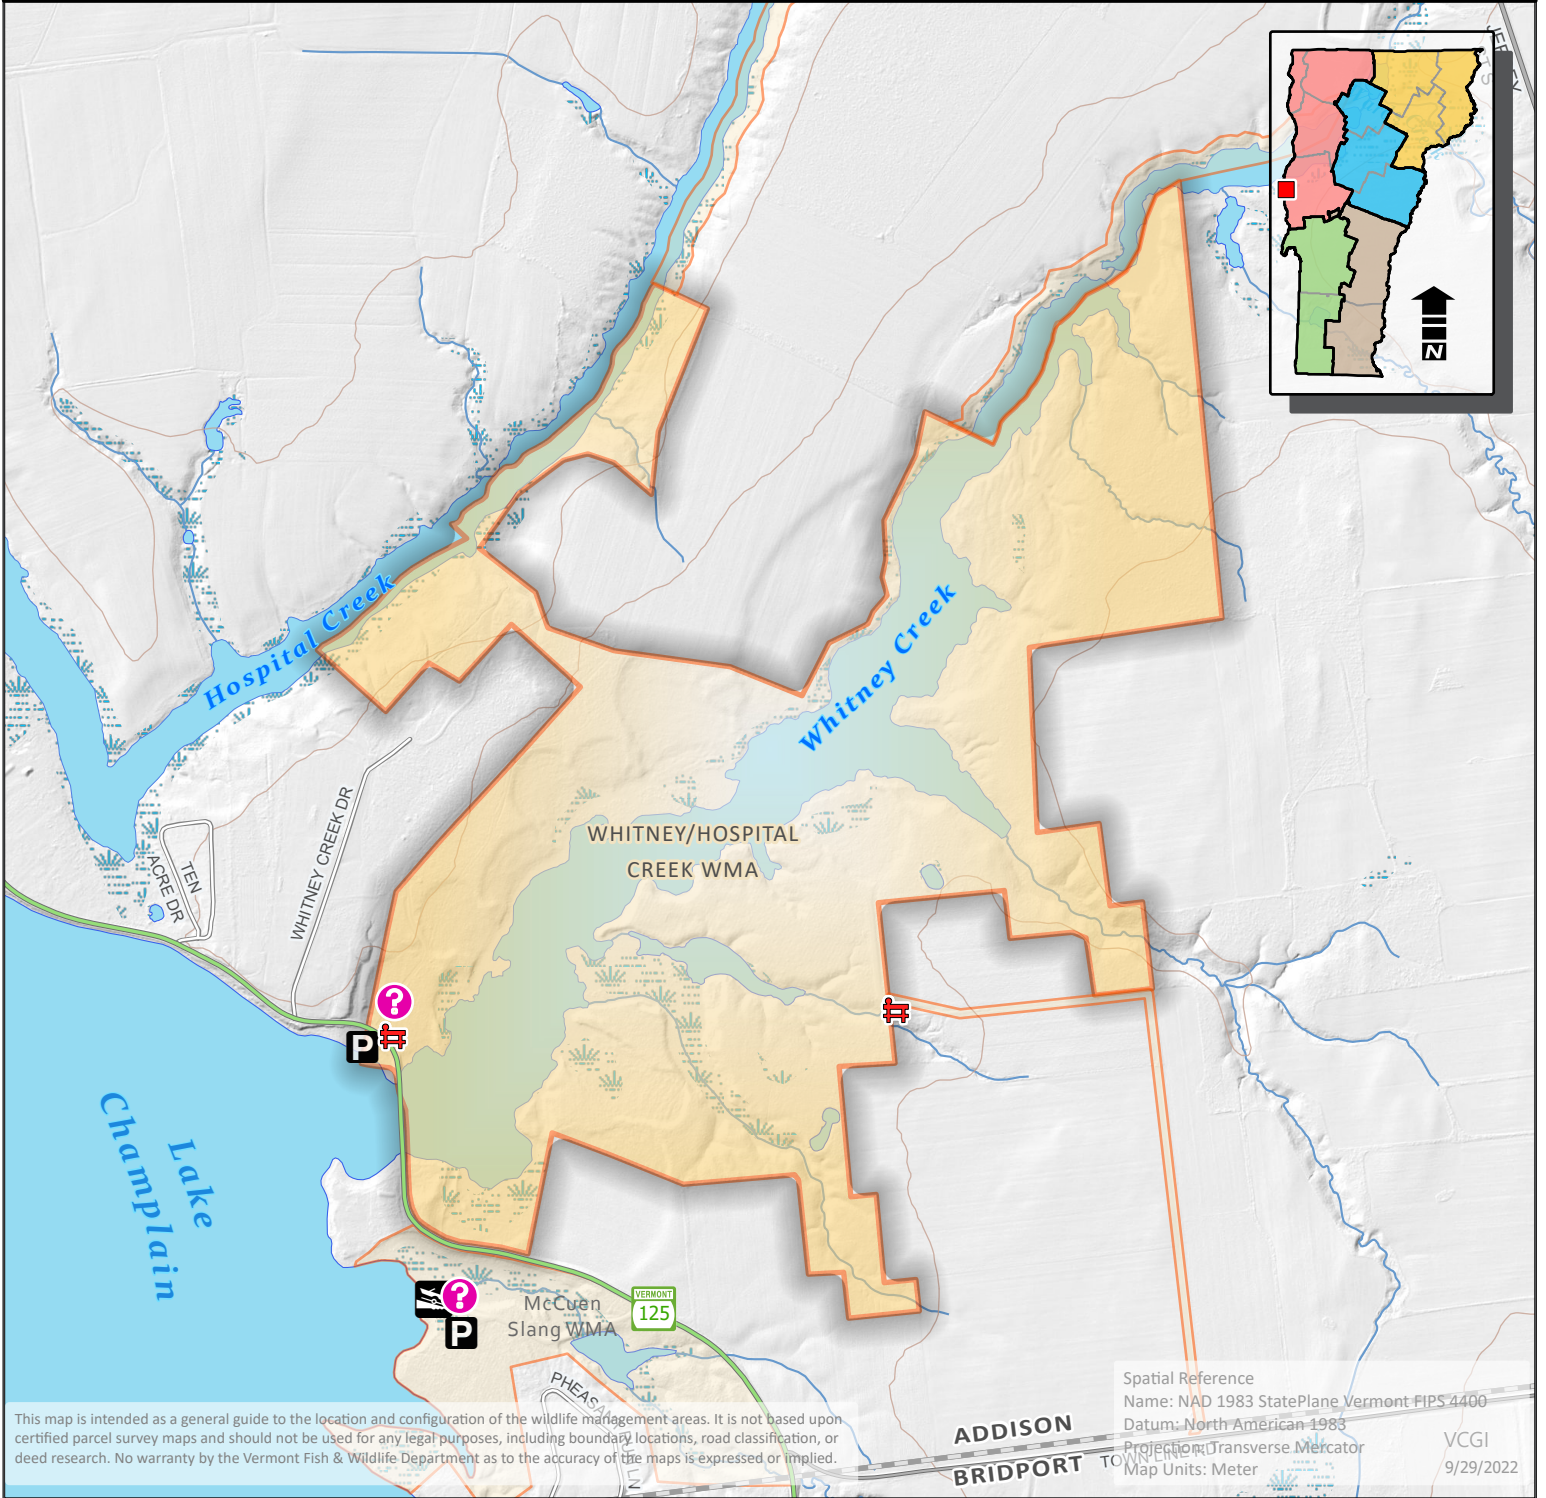 N
Hospital Creek
Whitney Creek
WHITNEY/HOSPITAL
CREEK WMA
WHITNEY CREEK DR
TEN
ACRE DR
?
P
Lake
Champlain
?
P
McCuen
Slang WMA
VERMONT
125
ADDISON
BRIDPORT
This map is intended as a general guide to the location and configuration of the wildlife management areas. It is not based upon
certified parcel survey maps and should not be used for any legal purposes, including boundary locations, road classification, or
deed research. No warranty by the Vermont Fish & Wildlife Department as to the accuracy of the maps is expressed or implied.
Spatial Reference
Name: NAD 1983 StatePlane Vermont FIPS 4400
Datum: North American 1983
Projection: Transverse Mercator
Map Units: Meter
VCGI
9/29/2022